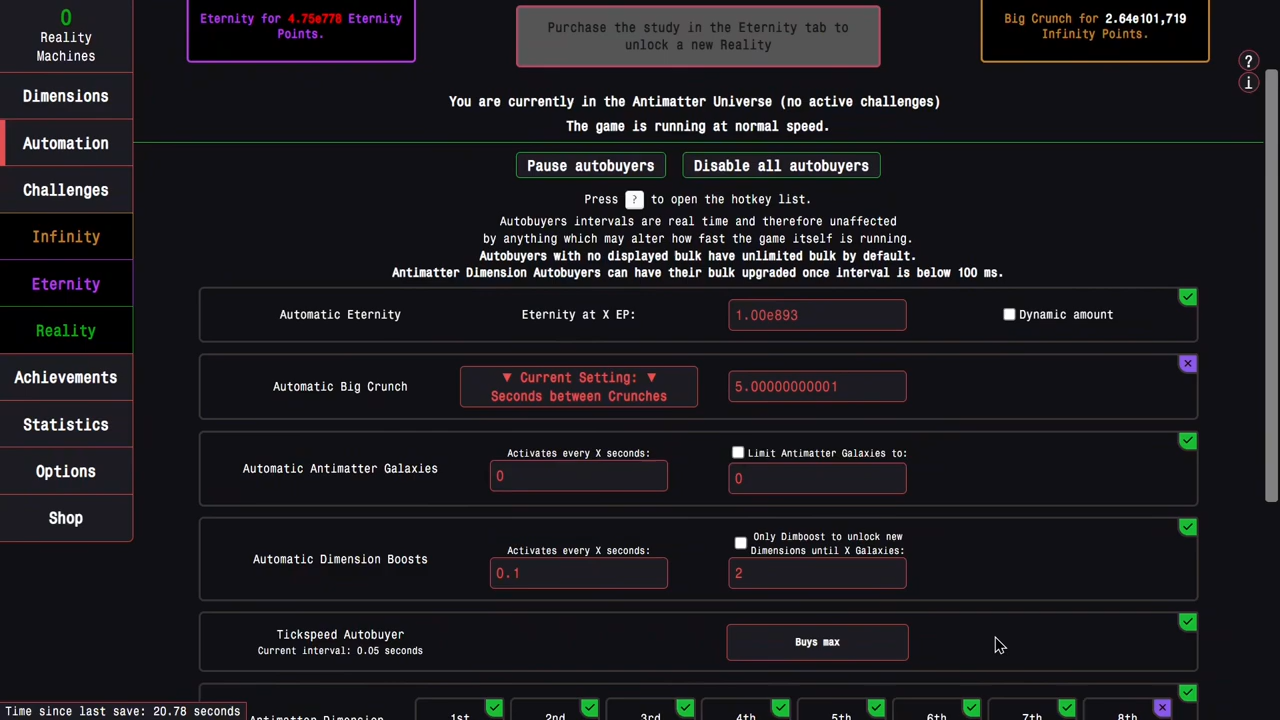 0
Reality
Machines
Dimensions
Automation
Challenges
Infinity
Eternity
Reality
Achievements
Statistics
Options
Shop
Eternity for 4.75e778 Eternity
Points.
Purchase the study in the Eternity tab to
unlock a new Reality
Big Crunch for 2.64e101,719
Infinity Points.
?
i
You are currently in the Antimatter Universe (no active challenges)
The game is running at normal speed.
Pause autobuyers
Disable all autobuyers
Press ? to open the hotkey list.
Autobuyers intervals are real time and therefore unaffected
by anything which may alter how fast the game itself is running.
Autobuyers with no displayed bulk have unlimited bulk by default.
Antimatter Dimension Autobuyers can have their bulk upgraded once interval is below 100 ms.
Automatic Eternity
Eternity at X EP:
1.00e893
Dynamic amount
Automatic Big Crunch
▼ Current Setting: ▼
Seconds between Crunches
5.00000000001
Automatic Antimatter Galaxies
Activates every X seconds:
0
Limit Antimatter Galaxies to:
0
Automatic Dimension Boosts
Activates every X seconds:
0.1
Only Dimboost to unlock new
Dimensions until X Galaxies:
2
Tickspeed Autobuyer
Current interval: 0.05 seconds
Buys max
Antimatter Dimension
1st
2nd
3rd
4th
5th
6th
7th
8th
Time since last save: 20.78 seconds